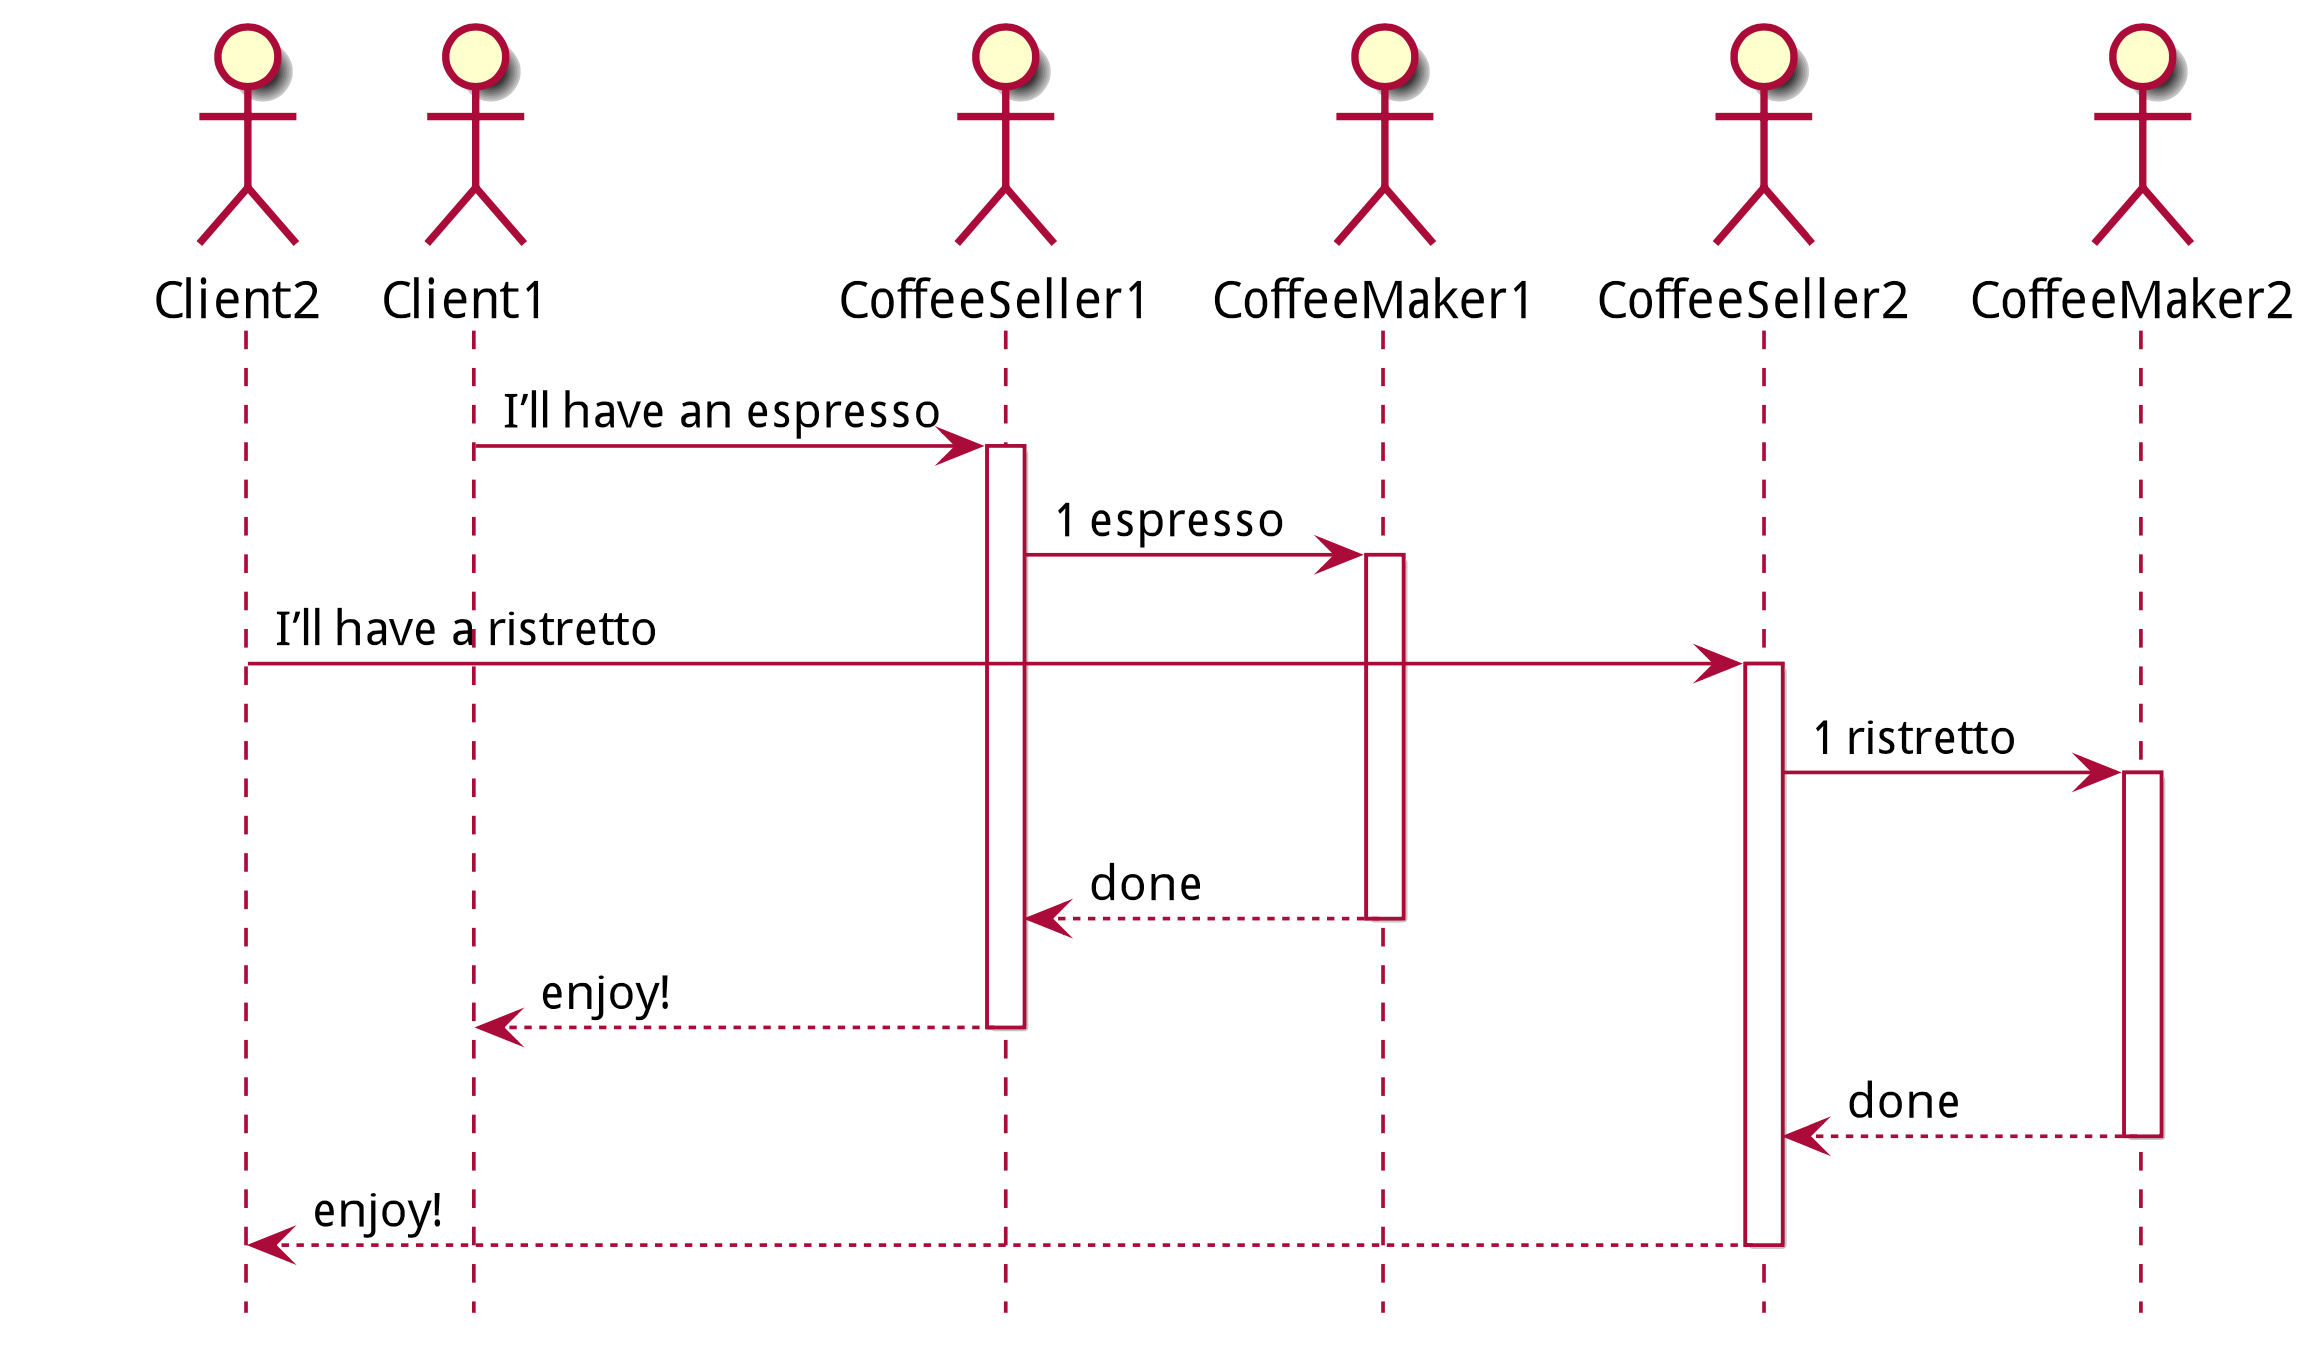 Client2 Client1 CoffeeSeller1 CoffeeMaker1 CoffeeSeller2 CoffeeMaker2
I’ll have an espresso
1 espresso
I’ll have a ristretto
1 ristretto
done
enjoy!
done
enjoy!